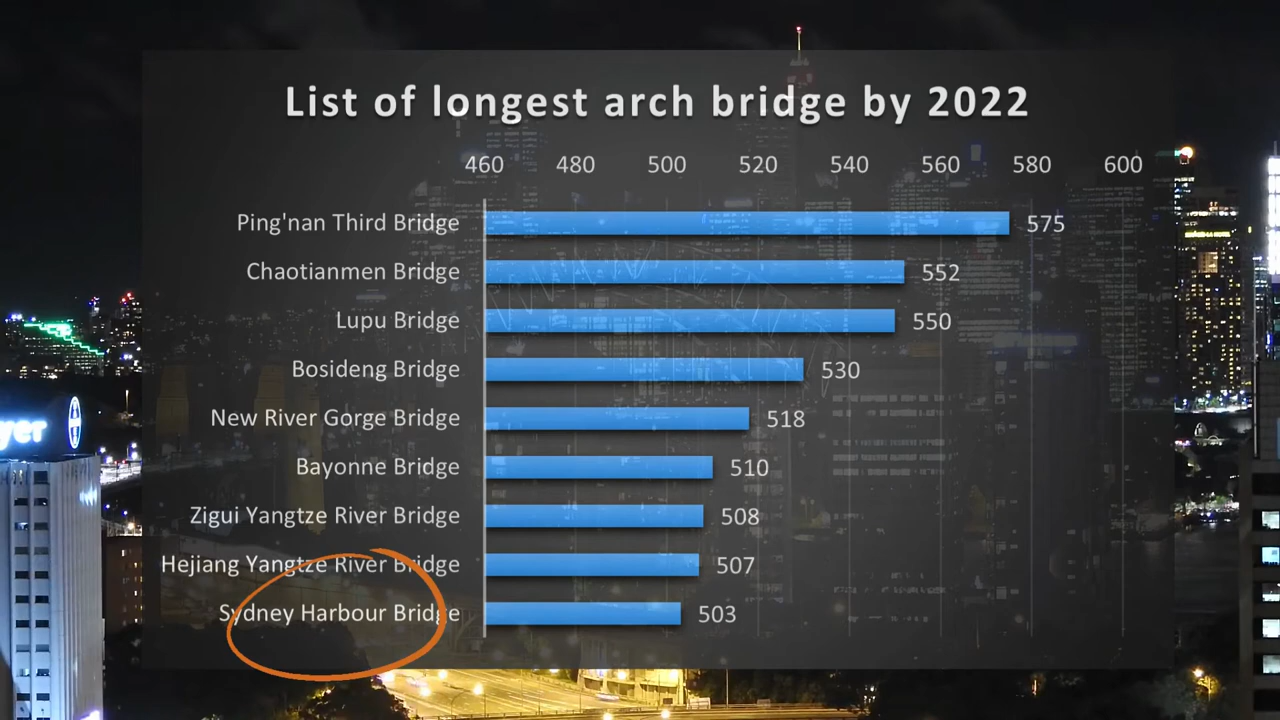 List of longest arch bridge by 2022
460 480 500 520 540 560 580 600
Ping'nan Third Bridge 575
Chaotianmen Bridge 552
Lupu Bridge 550
Bosideng Bridge 530
New River Gorge Bridge 518
Bayonne Bridge 510
Zigui Yangtze River Bridge 508
Hejiang Yangtze River Bridge 507
Sydney Harbour Bridge 503
yer